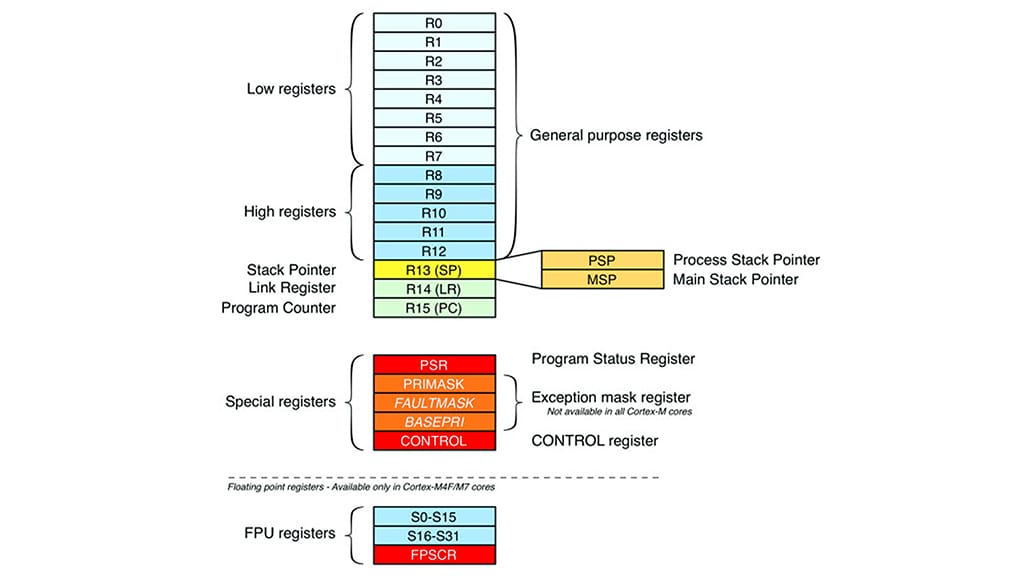 R0
R1
R2
Low registers
R3
R4
R5
General purpose registers
R6
R7
R8
R9
High registers
R10
R11
R12
PSP
Process Stack Pointer
Stack Pointer
R13 (SP)
MSP
Main Stack Pointer
Link Register
R14 (LR)
Program Counter
R15 (PC)
PSR
Program Status Register
PRIMASK
Special registers
FAULTMASK
Exception mask register
Not available in all Cortex-M cores
BASEPRI
CONTROL
CONTROL register
Floating point registers - Available only in Cortex-M4F/M7 cores
S0-S15
FPU registers
S16-S31
FPSCR